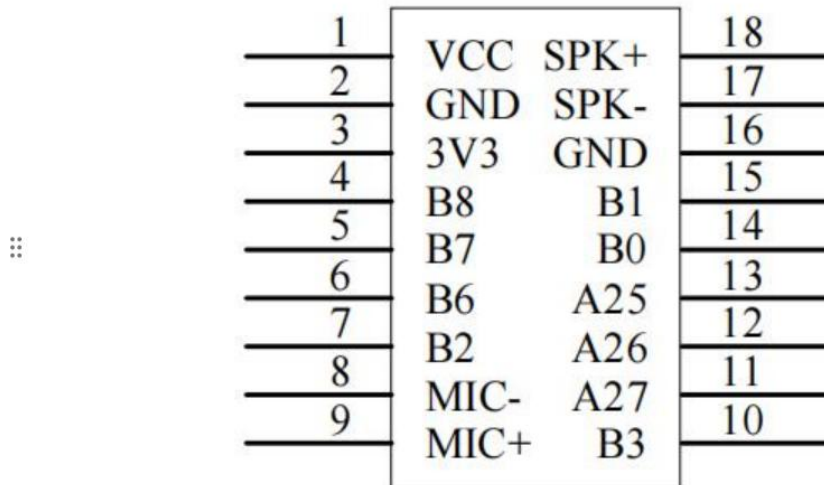 1 VCC SPK+ 18
2 GND SPK- 17
3 3V3 GND 16
4 B8 B1 15
5 B7 B0 14
6 B6 A25 13
7 B2 A26 12
8 MIC- A27 11
9 MIC+ B3 10